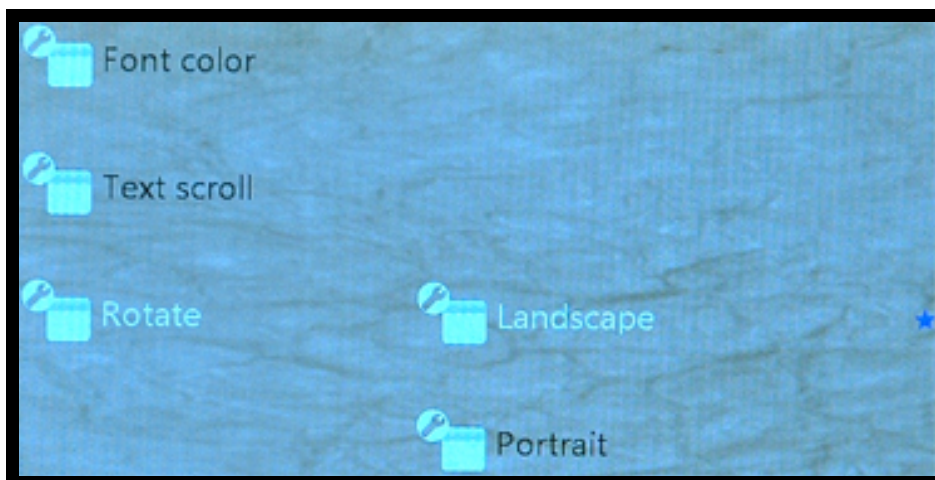 Font color
Text scroll
Rotate
Landscape
Portrait